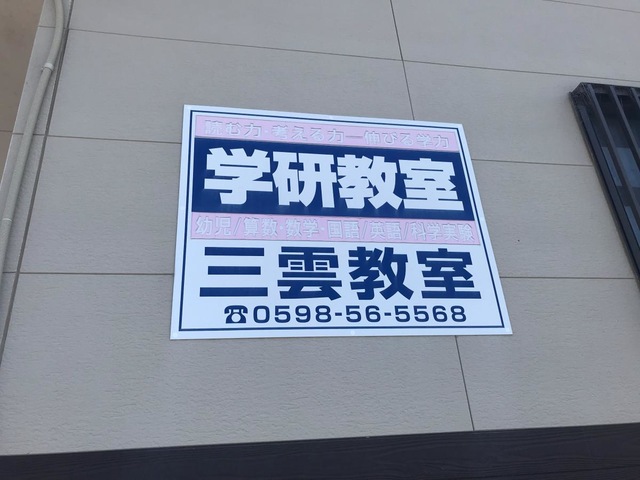 読む力・考える力―伸びる学力
学研教室
幼児/算数・数学・国語/英語/科学実験
三雲教室
☎0598-56-5568